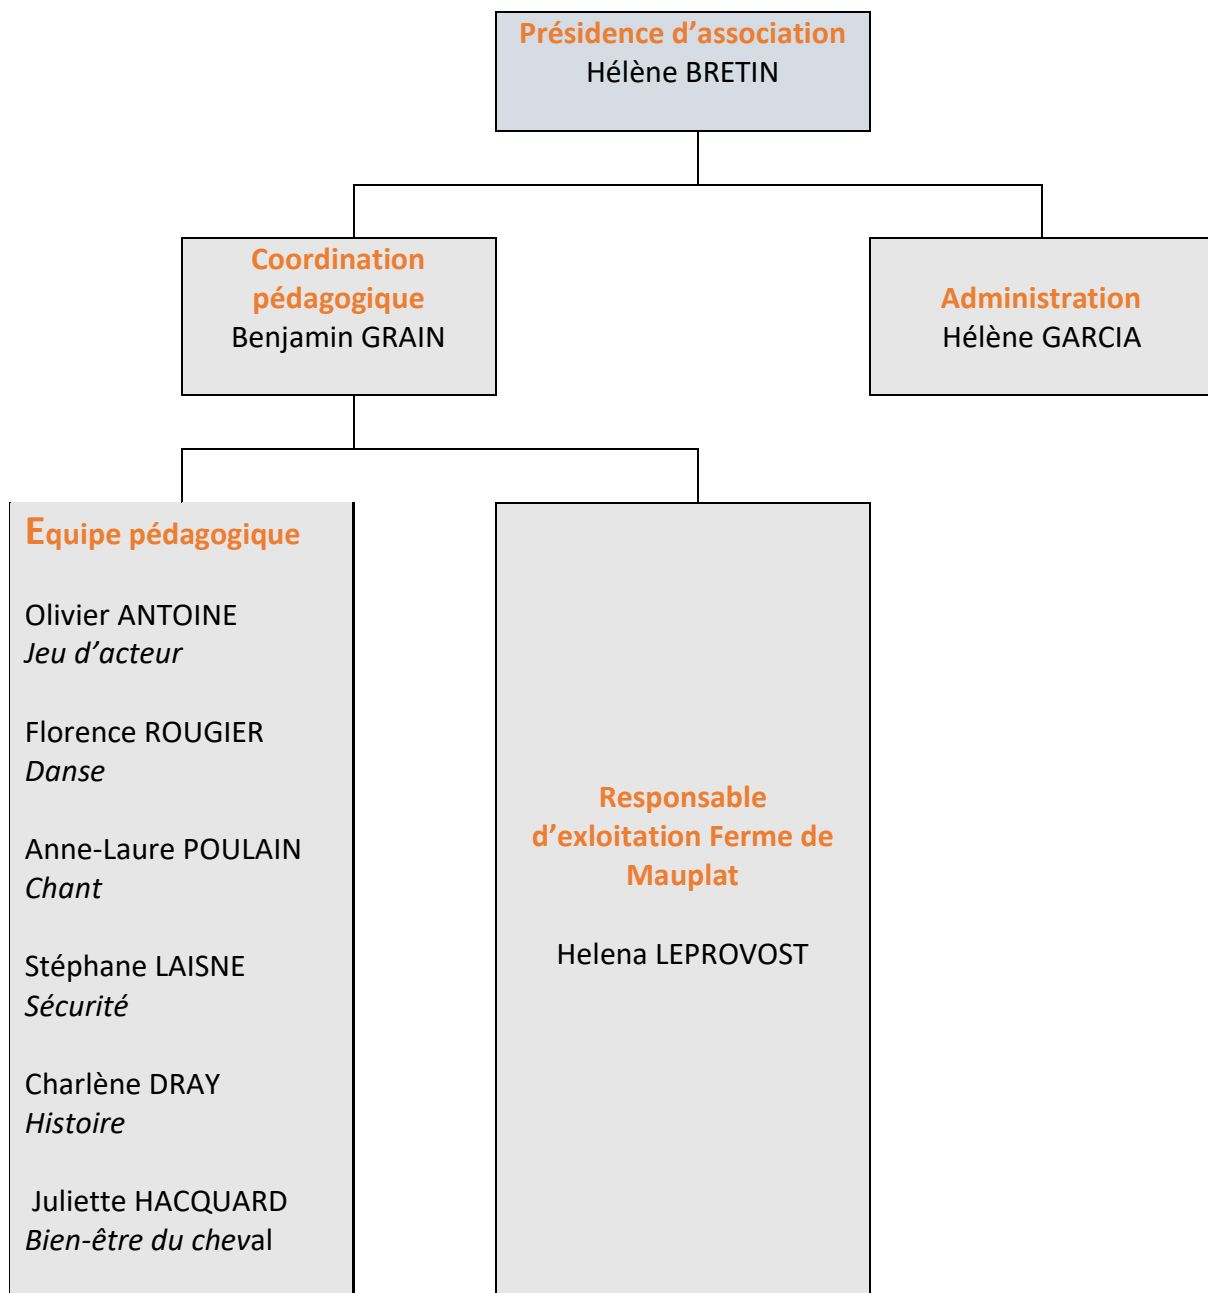 Présidence d’association
Hélène BRETIN
Coordination
pédagogique
Benjamin GRAIN
Administration
Hélène GARCIA
Equipe pédagogique
Olivier ANTOINE
Jeu d’acteur
Florence ROUGIER
Danse
Anne-Laure POULAIN
Chant
Stéphane LAISNE
Sécurité
Charlène DRAY
Histoire
Juliette HACQUARD
Bien-être du cheval
Responsable
d’exloitation Ferme de
Mauplat
Helena LEPROVOST